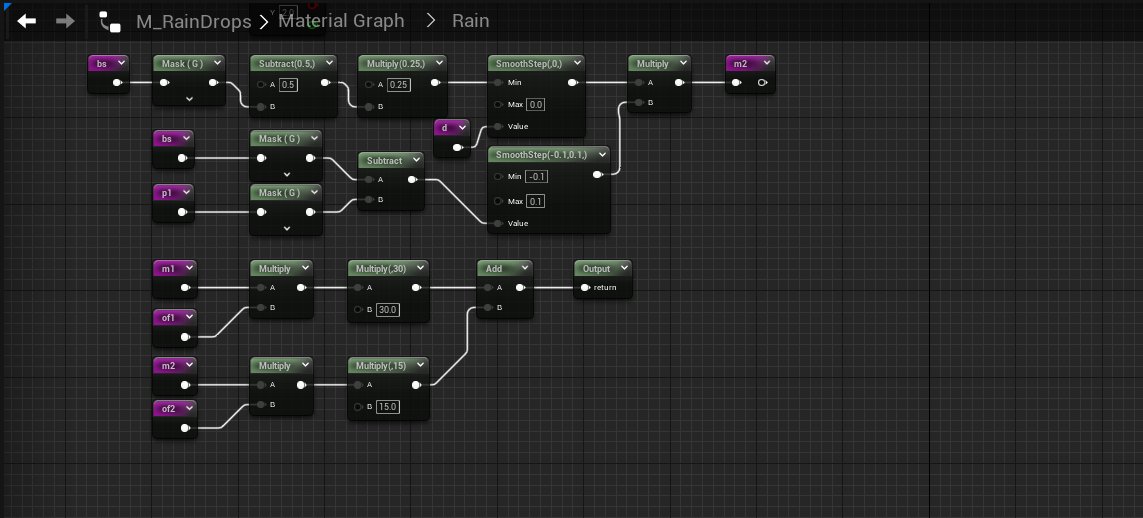 Y 2.0
M_RainDrops > Material Graph > Rain
bs Mask ( G ) Subtract(0.5,) Multiply(0.25,) SmoothStep(,0,) Multiply m2
A 0.5 A 0.25 Min A
B B Max 0.0 B
Value
d
bs Mask ( G ) Subtract SmoothStep(-0.1,0.1,)
A Min -0.1
B Max 0.1
Value
p1 Mask ( G )
m1 Multiply Multiply(,30) Add Output
A A A return
B B 30.0 B
of1
m2 Multiply Multiply(,15)
A A
B B 15.0
of2